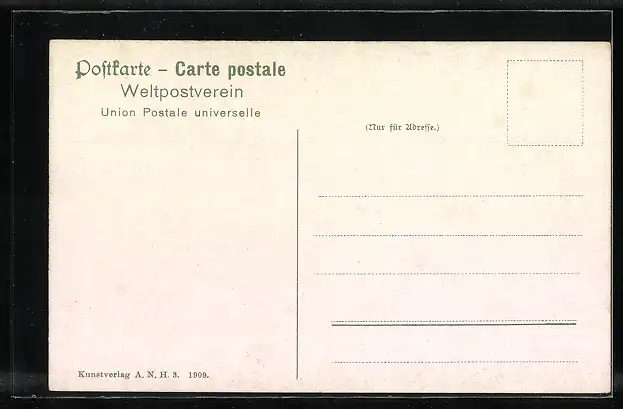 Postkarte – Carte postale
Weltpostverein
Union Postale universelle
(Nur für Adresse.)
Kunstverlag A. N. H. 3. 1909.